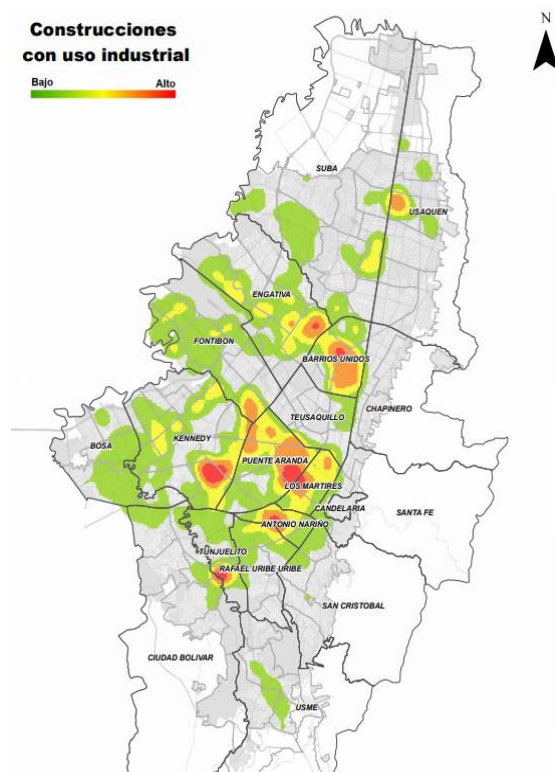 Construcciones
con uso industrial
Bajo Alto
N
SUBA
USAQUEN
ENGATIVA
FONTIBON
BARRIOS UNIDOS
TEUSAQUILLO
CHAPINERO
KENNEDY
BOSA
PUENTE ARANDA
LOS MARTIRES
CANDELARIA
SANTA FE
ANTONIO NARIÑO
TUNJUELITO
RAFAEL URIBE URIBE
SAN CRISTOBAL
CIUDAD BOLIVAR
USME